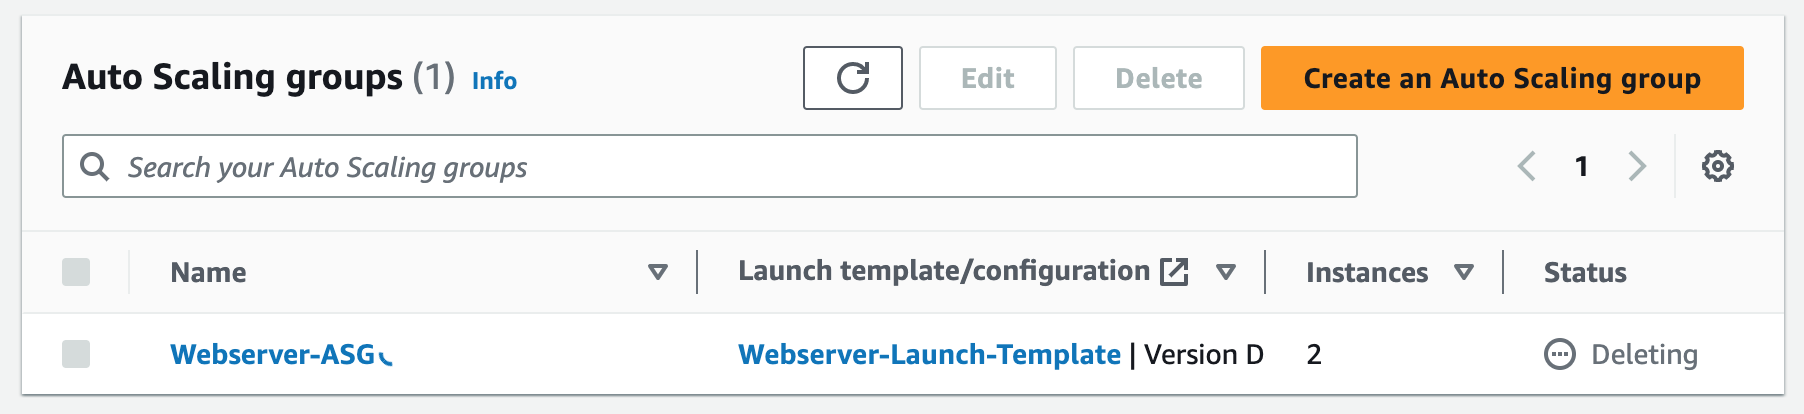 Auto Scaling groups (1) Info
Edit
Delete
Create an Auto Scaling group
Search your Auto Scaling groups
1
Name
Launch template/configuration
Instances
Status
Webserver-ASG
Webserver-Launch-Template | Version D
2
Deleting